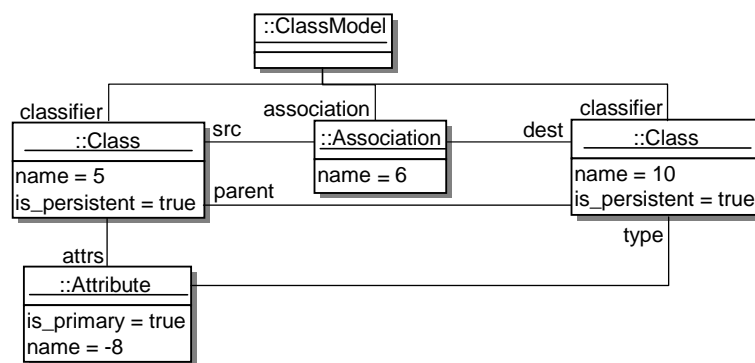 ::ClassModel
classifier
association
classifier
::Class
src
::Association
dest
::Class
name = 5
is_persistent = true
name = 6
name = 10
is_persistent = true
parent
type
attrs
::Attribute
is_primary = true
name = -8